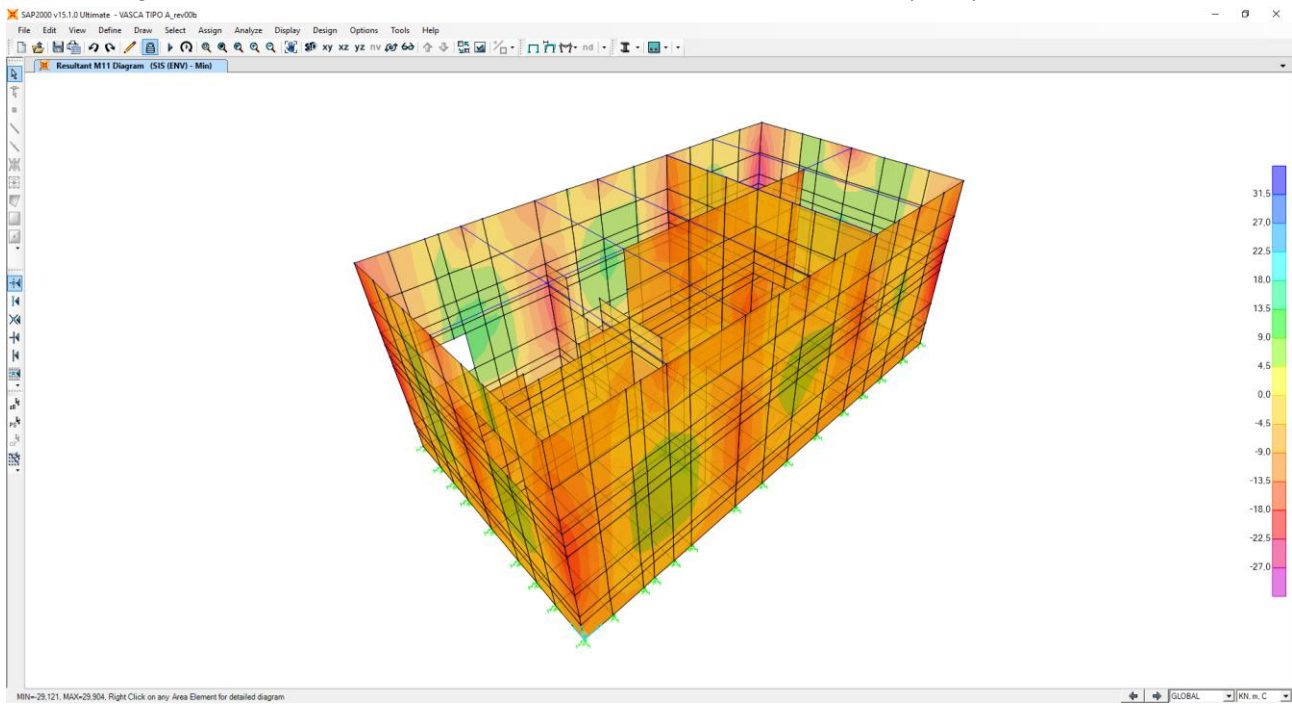 SAP2000 v15.1.0 Ultimate - VASCA TIPO A_rev00b
File Edit View Define Draw Select Assign Analyze Display Design Options Tools Help
xy xz yz nv nd
Resultant M11 Diagram (SIS (ENV) - Min)
31.5
27.0
22.5
18.0
13.5
9.0
4.5
0.0
-4.5
-9.0
-13.5
-18.0
-22.5
-27.0
MIN=-29.121, MAX=29.904, Right Click on any Area Element for detailed diagram
GLOBAL KN, m, C